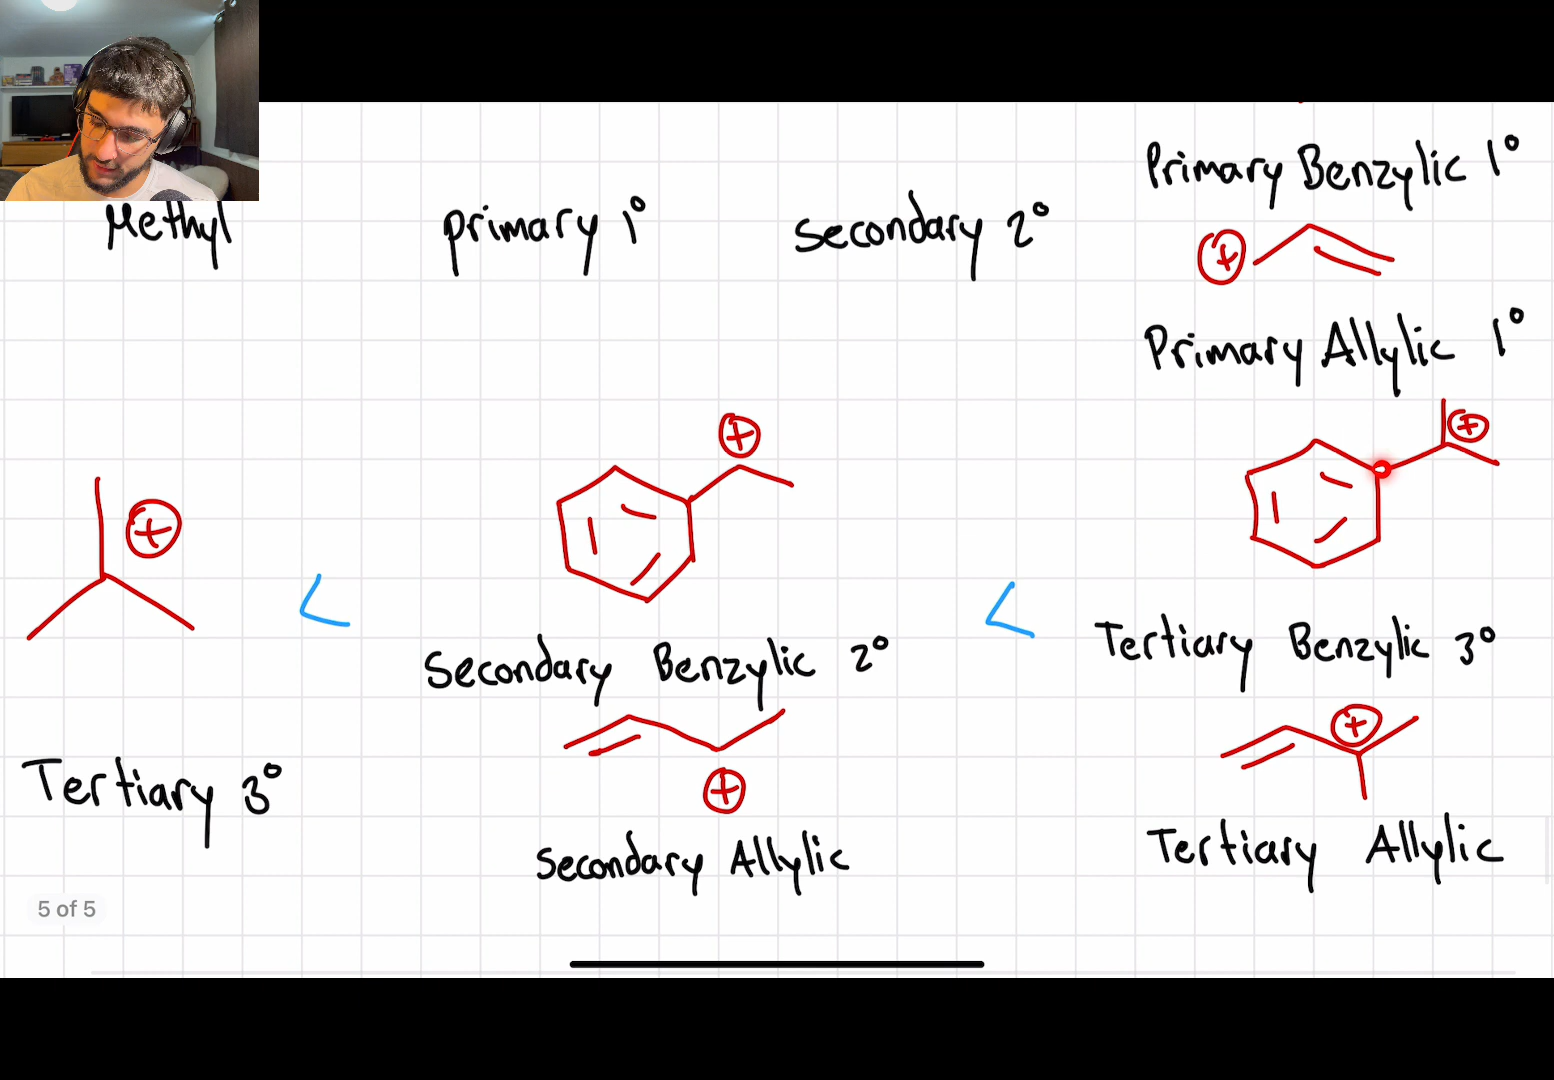 Primary Benzylic 1°
Methyl
primary 1°
secondary 2°
+
Primary Allylic 1°
+
+
+
<
<
Secondary Benzylic 2°
Tertiary Benzylic 3°
+
Tertiary 3°
+
Secondary Allylic
Tertiary Allylic
5 of 5